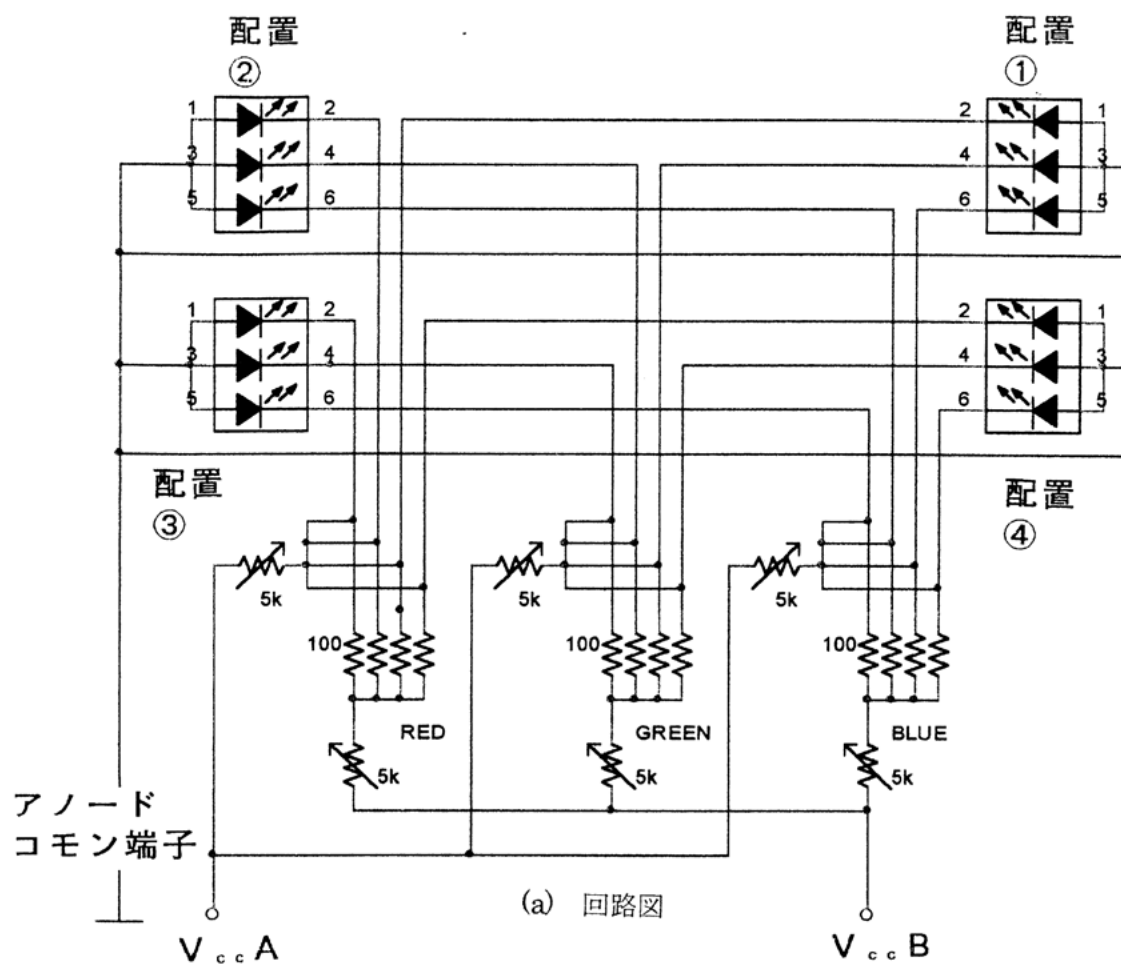 配置 配置
② ①
1 2 2 1
3 4 4 3
5 6 6 5
1 2 2 1
3 4 4 3
5 6 6 5
配置 配置
③ ④
5k 5k 5k
100 100 100
RED GREEN BLUE
5k 5k 5k
アノード
コモン端子
(a) 回路図
VccA VccB